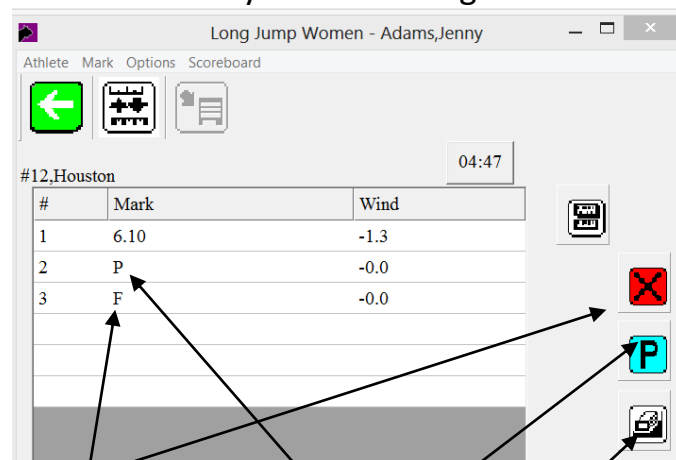 Long Jump Women - Adams,Jenny
Athlete Mark Options Scoreboard
04:47
#12,Houston
# Mark Wind
1 6.10 -1.3
2 P -0.0
3 F -0.0
P